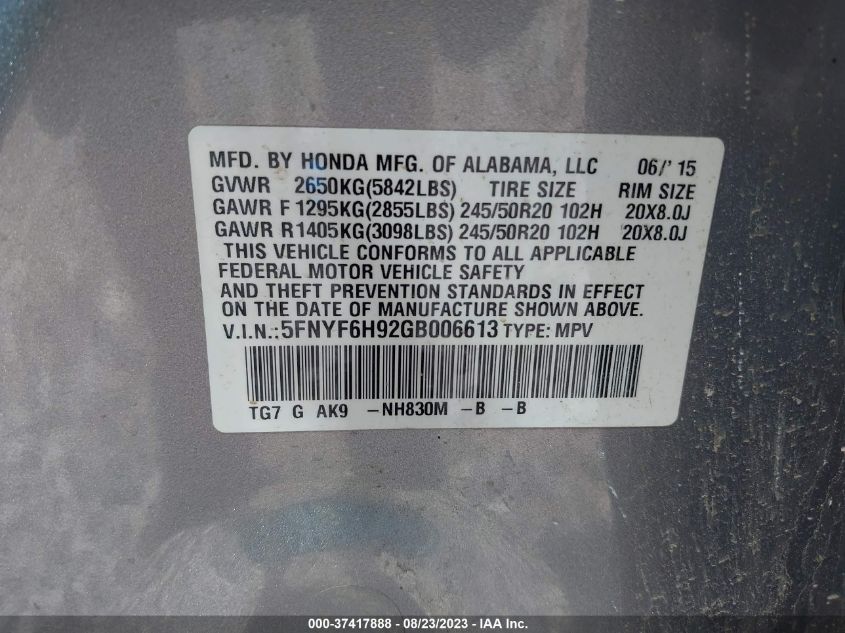 MFD. BY HONDA MFG. OF ALABAMA, LLC 06/' 15
GVWR 2650KG(5842LBS) TIRE SIZE RIM SIZE
GAWR F 1295KG(2855LBS) 245/50R20 102H 20X8.0J
GAWR R1405KG(3098LBS) 245/50R20 102H 20X8.0J
THIS VEHICLE CONFORMS TO ALL APPLICABLE
FEDERAL MOTOR VEHICLE SAFETY
AND THEFT PREVENTION STANDARDS IN EFFECT
ON THE DATE OF MANUFACTURE SHOWN ABOVE.
V.I.N.:5FNYF6H92GB006613 TYPE: MPV
TG7 G AK9 -NH830M -B -B
000-37417888 - 08/23/2023 - IAA Inc.